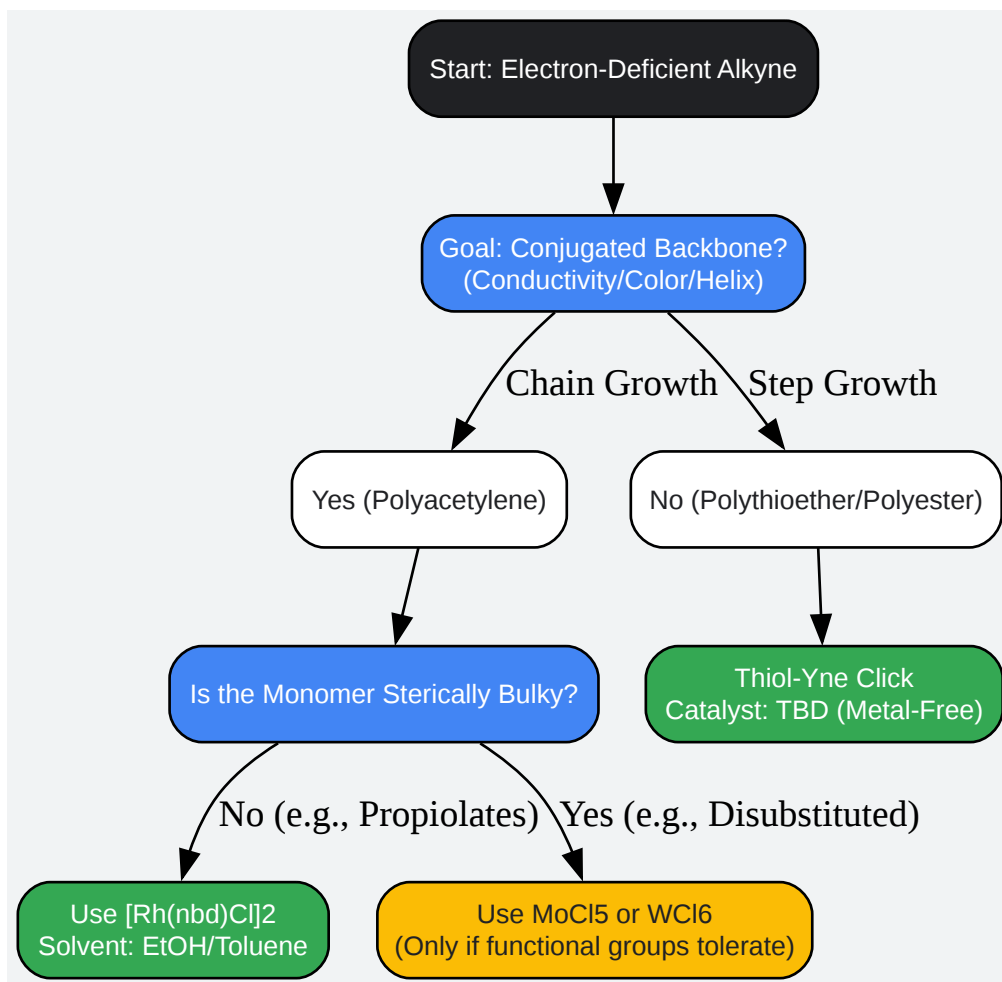 Start: Electron-Deficient Alkyne
Goal: Conjugated Backbone?
(Conductivity/Color/Helix)
Chain Growth
Step Growth
Yes (Polyacetylene)
No (Polythioether/Polyester)
Is the Monomer Sterically Bulky?
Thiol-Yne Click
Catalyst: TBD (Metal-Free)
No (e.g., Propiolates)
Yes (e.g., Disubstituted)
Use [Rh(nbd)Cl]2
Solvent: EtOH/Toluene
Use MoCl5 or WCl6
(Only if functional groups tolerate)